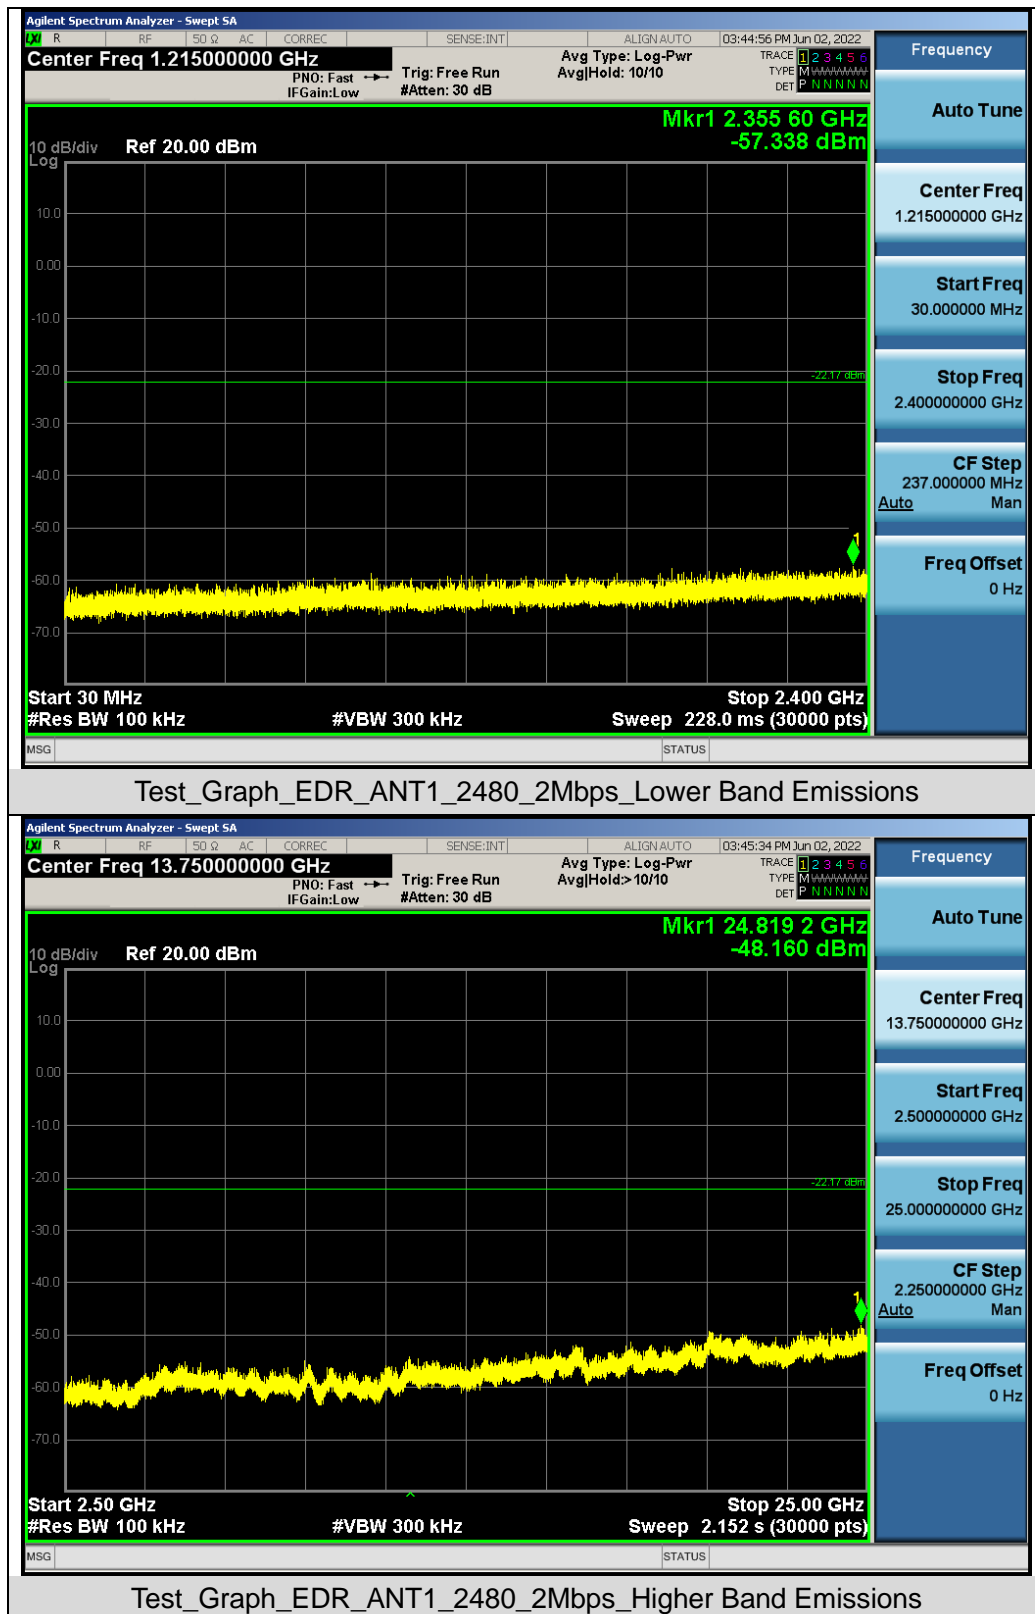 Agilent Spectrum Analyzer - Swept SA
LXI R RF 50 Ω AC CORREC SENSE:INT ALIGN AUTO 03:44:56 PM Jun 02, 2022
Center Freq 1.215000000 GHz
PNO: Fast
IFGain:Low
Trig: Free Run
#Atten: 30 dB
Avg Type: Log-Pwr
Avg|Hold: 10/10
TRACE 1 2 3 4 5 6
TYPE M
DET P N N N N N
Frequency
Auto Tune
Center Freq
1.215000000 GHz
Start Freq
30.000000 MHz
Stop Freq
2.400000000 GHz
CF Step
237.000000 MHz
Auto Man
Freq Offset
0 Hz
Mkr1 2.355 60 GHz
-57.338 dBm
10 dB/div Ref 20.00 dBm
Log
10.0
0.00
-10.0
-20.0
-22.17 dBm
-30.0
-40.0
-50.0
1
-60.0
-70.0
Start 30 MHz Stop 2.400 GHz
#Res BW 100 kHz #VBW 300 kHz Sweep 228.0 ms (30000 pts)
MSG STATUS
Test_Graph_EDR_ANT1_2480_2Mbps_Lower Band Emissions
Agilent Spectrum Analyzer - Swept SA
LXI R RF 50 Ω AC CORREC SENSE:INT ALIGN AUTO 03:45:34 PM Jun 02, 2022
Center Freq 13.750000000 GHz
PNO: Fast
IFGain:Low
Trig: Free Run
#Atten: 30 dB
Avg Type: Log-Pwr
Avg|Hold:>10/10
TRACE 1 2 3 4 5 6
TYPE M
DET P N N N N N
Frequency
Auto Tune
Center Freq
13.750000000 GHz
Start Freq
2.500000000 GHz
Stop Freq
25.000000000 GHz
CF Step
2.250000000 GHz
Auto Man
Freq Offset
0 Hz
Mkr1 24.819 2 GHz
-48.160 dBm
10 dB/div Ref 20.00 dBm
Log
10.0
0.00
-10.0
-20.0
-22.17 dBm
-30.0
-40.0
1
-50.0
-60.0
-70.0
Start 2.50 GHz Stop 25.00 GHz
#Res BW 100 kHz #VBW 300 kHz Sweep 2.152 s (30000 pts)
MSG STATUS
Test_Graph_EDR_ANT1_2480_2Mbps_Higher Band Emissions